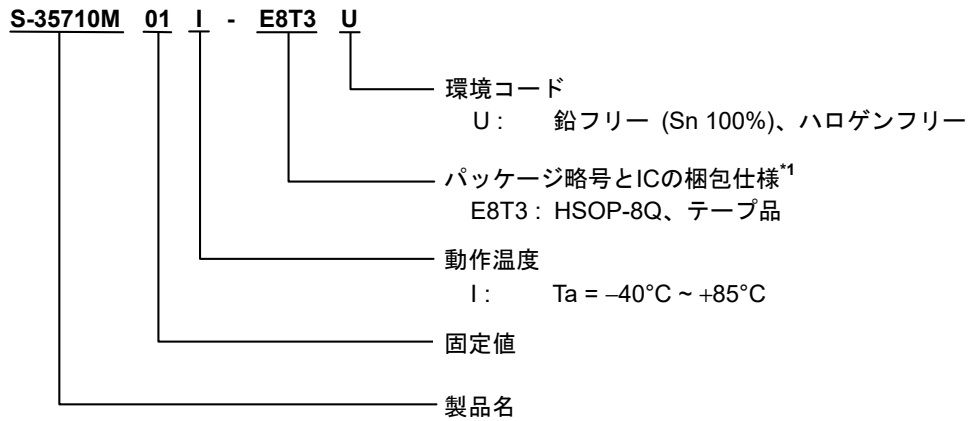 S-35710M 01 I - E8T3 U
環境コード
U : 鉛フリー (Sn 100%)、ハロゲンフリー
パッケージ略号とICの梱包仕様*1
E8T3 : HSOP-8Q、テープ品
動作温度
I : Ta = −40°C ~ +85°C
固定値
製品名